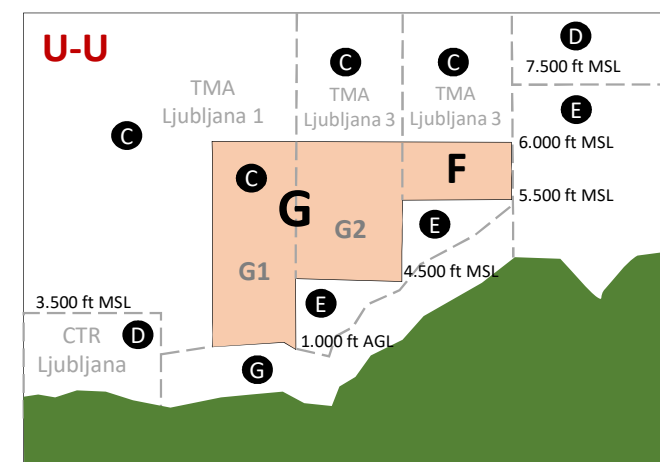 U-U
C
C
D
7.500 ft MSL
TMA
Ljubljana 1
TMA
Ljubljana 3
TMA
Ljubljana 3
E
C
6.000 ft MSL
C
F
5.500 ft MSL
G
G2
E
G1
4.500 ft MSL
3.500 ft MSL
E
CTR
Ljubljana
D
1.000 ft AGL
G